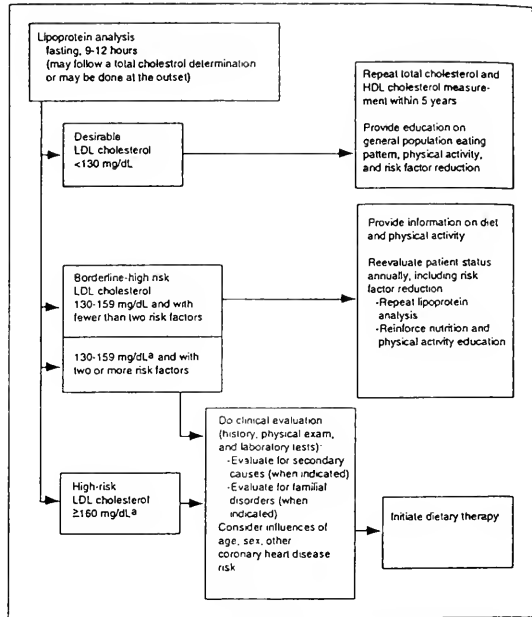 Lipoprotein analysis
fasting, 9-12 hours
(may follow a total cholestrol determination
or may be done at the outset)
Repeat total cholesterol and
HDL cholesterol measure-
ment within 5 years
Provide education on
general population eating
pattern, physical activity,
and risk factor reduction
Desirable
LDL cholesterol
<130 mg/dL
Provide information on diet
and physical activity
Reevaluate patient status
annually, including risk
factor reduction
-Repeat lipoprotein
analysis
-Reinforce nutrition and
physical activity education
Borderline-high risk
LDL cholesterol
130-159 mg/dL and with
fewer than two risk factors
130-159 mg/dLª and with
two or more risk factors
Do clinical evaluation
(history, physical exam,
and laboratory tests)
-Evaluate for secondary
causes (when indicated)
-Evaluate for familial
disorders (when
indicated)
Consider influences of
age, sex, other
coronary heart disease
risk
High-risk
LDL cholesterol
≥160 mg/dLª
Initiate dietary therapy